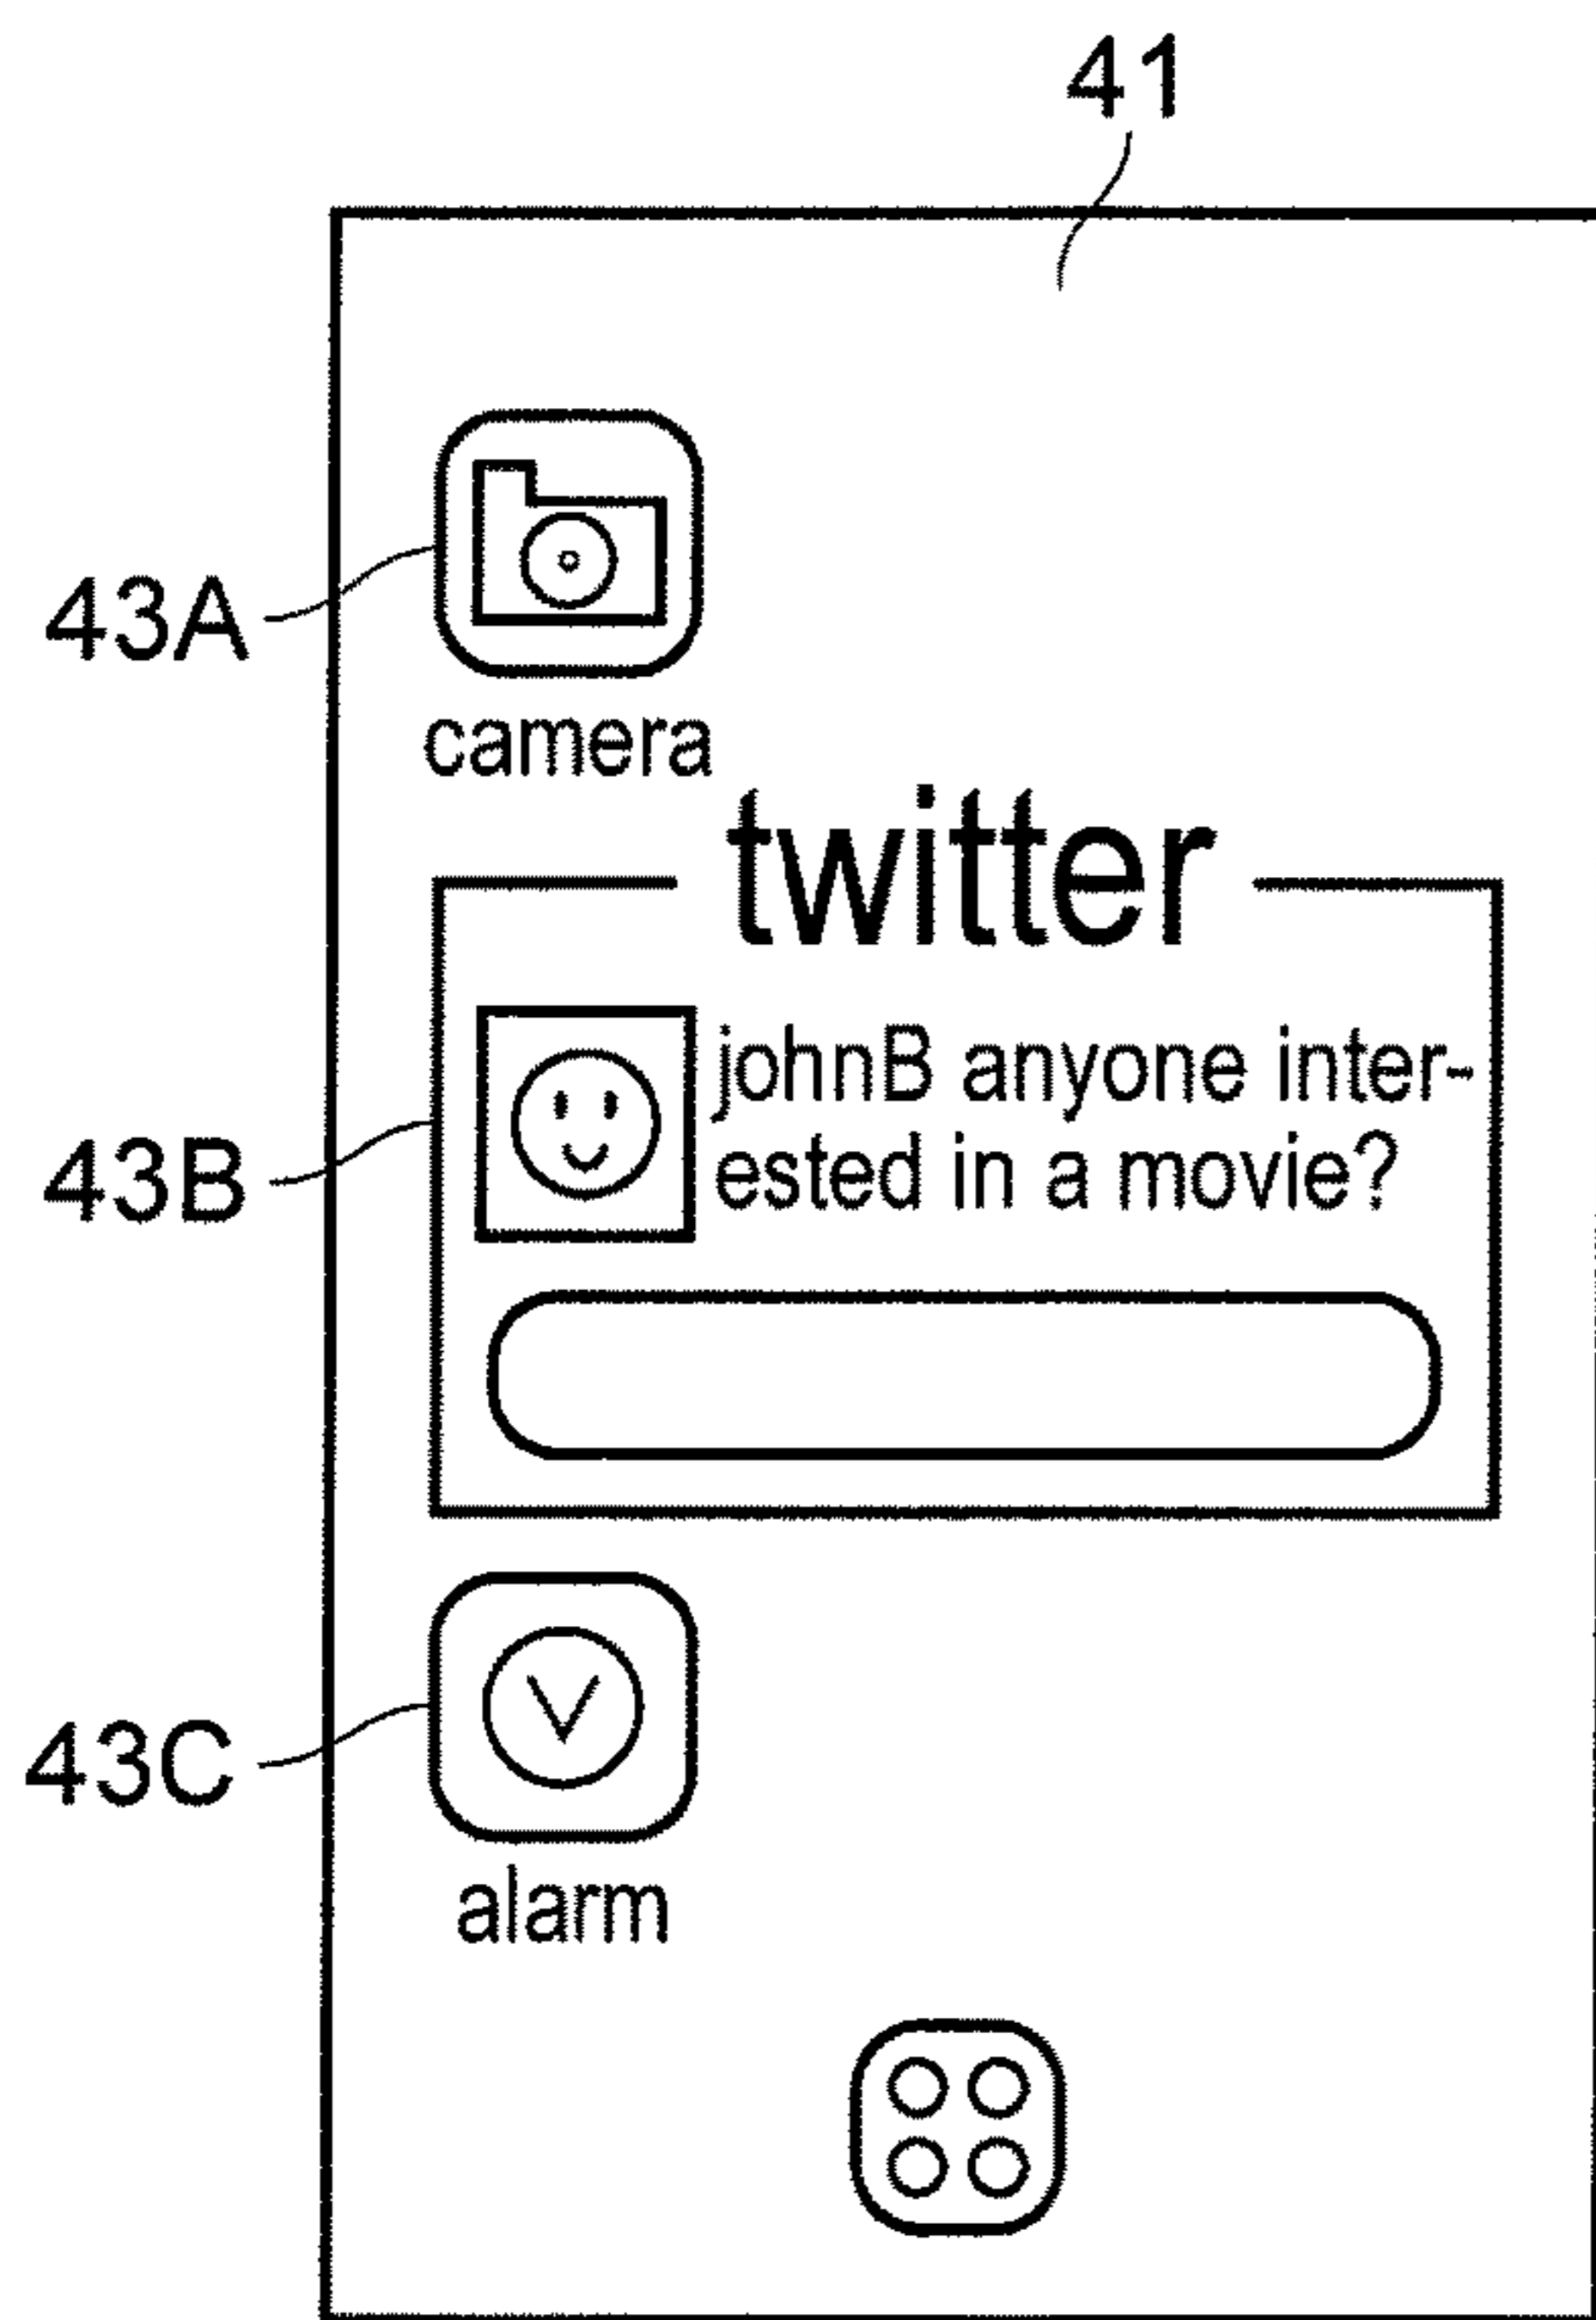 41
43A
camera
twitter
johnB anyone inter-
43B
ested in a movie?
43C
alarm